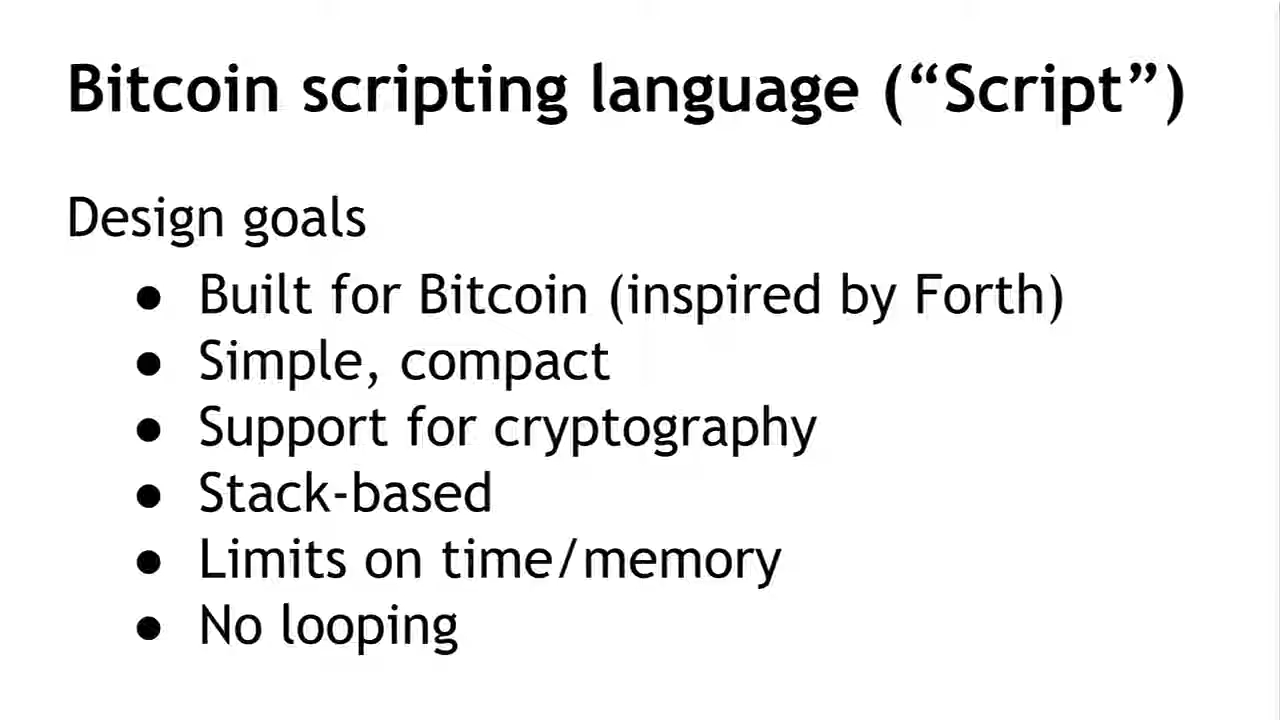 Bitcoin scripting language (“Script”)
Design goals
● Built for Bitcoin (inspired by Forth)
● Simple, compact
● Support for cryptography
● Stack-based
● Limits on time/memory
● No looping